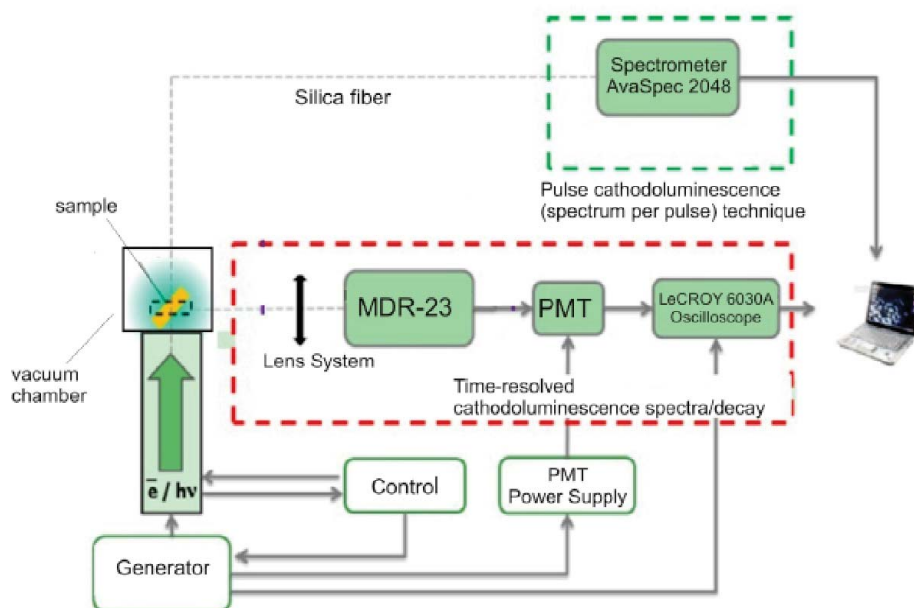 Spectrometer
AvaSpec 2048
Silica fiber
Pulse cathodoluminescence
(spectrum per pulse) technique
sample
MDR-23
PMT
LeCROY 6030A
Oscilloscope
Lens System
vacuum
chamber
Time-resolved
cathodoluminescence spectra/decay
e̅ / hν
Control
PMT
Power Supply
Generator